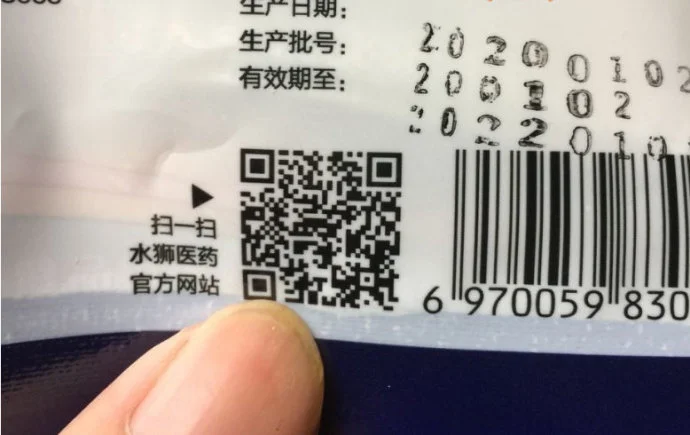 生产日期:
生产批号:
有效期至:
20200102
200102
2022010
扫一扫
水狮医药
官方网站
6 970059 830